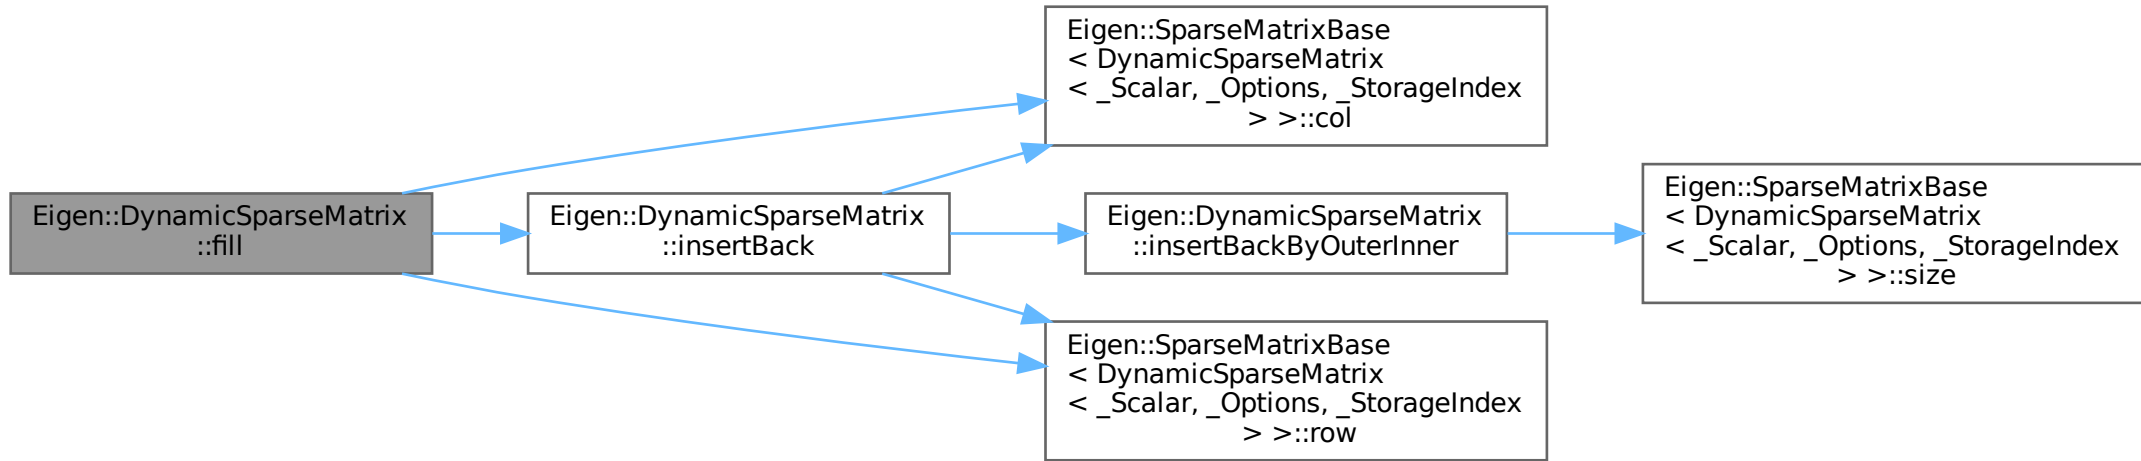 Eigen::DynamicSparseMatrix
::fill
Eigen::DynamicSparseMatrix
::insertBack
Eigen::SparseMatrixBase
< DynamicSparseMatrix
< _Scalar, _Options, _StorageIndex
> >::col
Eigen::DynamicSparseMatrix
::insertBackByOuterInner
Eigen::SparseMatrixBase
< DynamicSparseMatrix
< _Scalar, _Options, _StorageIndex
> >::row
Eigen::SparseMatrixBase
< DynamicSparseMatrix
< _Scalar, _Options, _StorageIndex
> >::size